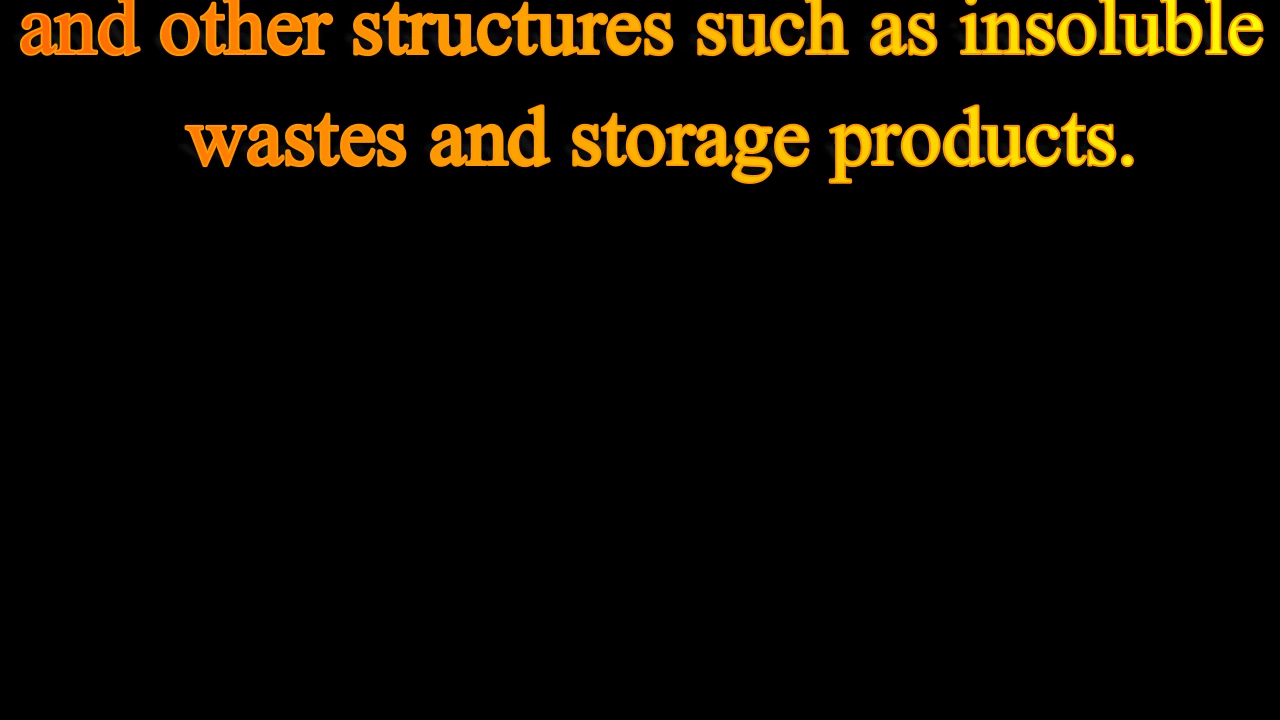 and other structures such as insoluble
wastes and storage products.